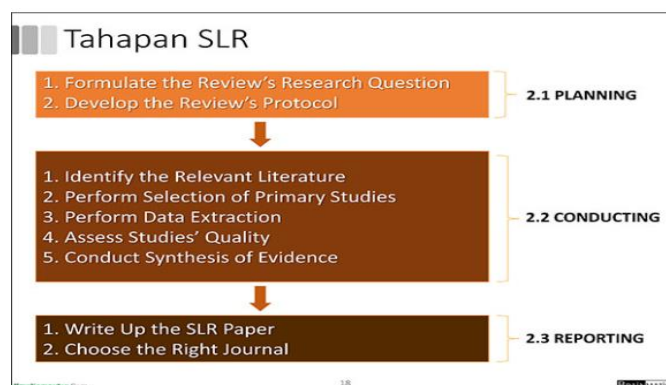 Tahapan SLR
1. Formulate the Review's Research Question
2. Develop the Review's Protocol
2.1 PLANNING
1. Identify the Relevant Literature
2. Perform Selection of Primary Studies
3. Perform Data Extraction
4. Assess Studies' Quality
5. Conduct Synthesis of Evidence
2.2 CONDUCTING
1. Write Up the SLR Paper
2. Choose the Right Journal
2.3 REPORTING
18